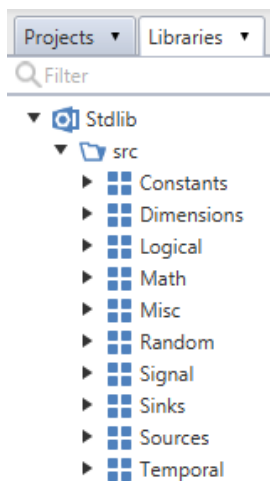 Projects Libraries
Filter
Stdlib
src
Constants
Dimensions
Logical
Math
Misc
Random
Signal
Sinks
Sources
Temporal